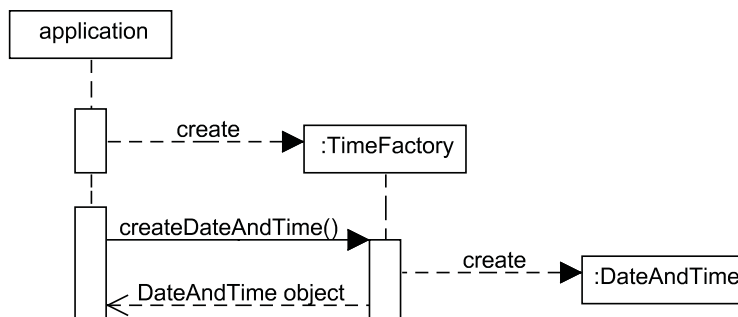 application
create
:TimeFactory
createDateAndTime()
create
:DateAndTime
DateAndTime object